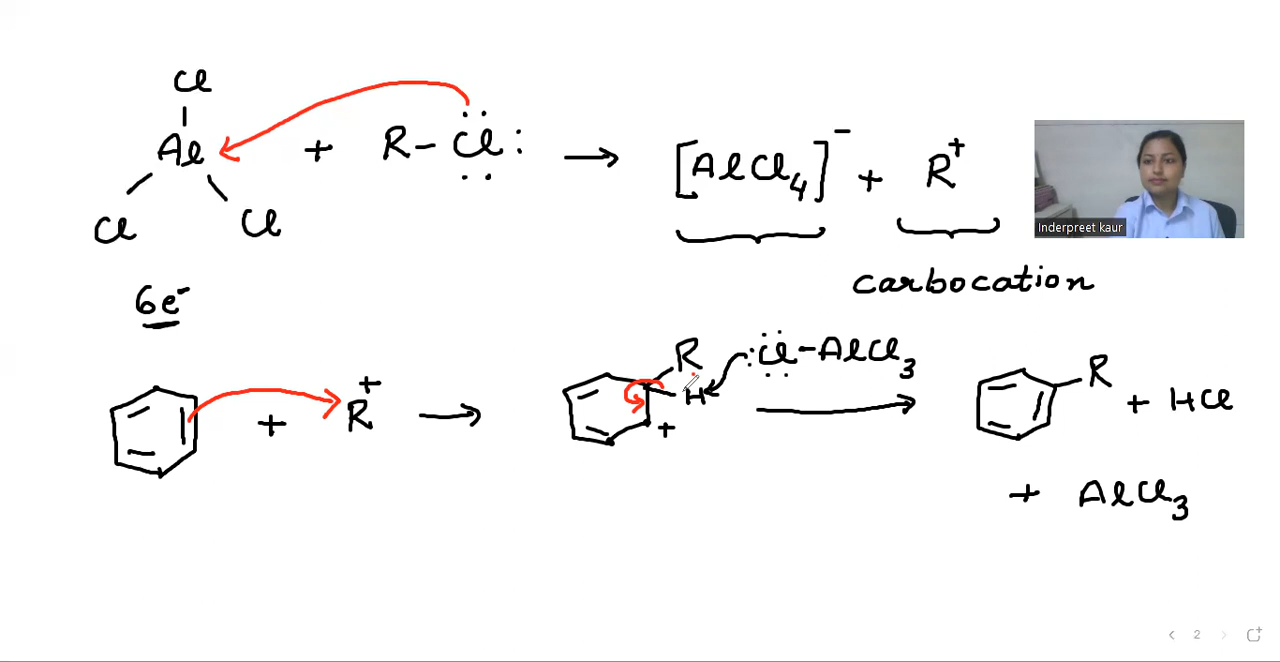 Cl
Al + R-Cl: → [AlCl4]⁻ + R⁺
Cl Cl
Inderpreet kaur
carbocation
6e⁻
+ R⁺ → R H + :Cl-AlCl3 → R + HCl
+ AlCl3
2